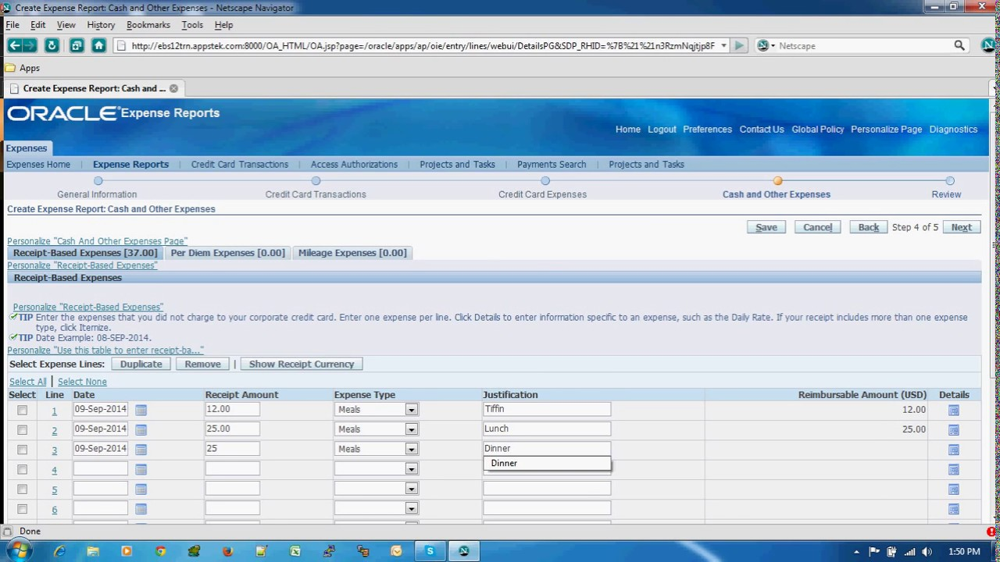 Create Expense Report: Cash and Other Expenses - Netscape Navigator
File Edit View History Bookmarks Tools Help
http://ebs12trn.appstek.com:8000/OA_HTML/OA.jsp?page=/oracle/apps/ap/oie/entry/lines/webui/DetailsPG&SDP_RHID=%7B%21%21n3RzmNqjtjp8F Netscape
Apps
Create Expense Report: Cash and ...
ORACLE Expense Reports
Home Logout Preferences Contact Us Global Policy Personalize Page Diagnostics
Expenses
Expenses Home | Expense Reports | Credit Card Transactions | Access Authorizations | Projects and Tasks | Payments Search | Projects and Tasks
General Information Credit Card Transactions Credit Card Expenses Cash and Other Expenses Review
Create Expense Report: Cash and Other Expenses
Save Cancel Back Step 4 of 5 Next
Personalize "Cash And Other Expenses Page"
Receipt-Based Expenses [37.00] Per Diem Expenses [0.00] Mileage Expenses [0.00]
Personalize "Receipt-Based Expenses"
Receipt-Based Expenses
Personalize "Receipt-Based Expenses"
TIP Enter the expenses that you did not charge to your corporate credit card. Enter one expense per line. Click Details to enter information specific to an expense, such as the Daily Rate. If your receipt includes more than one expense
type, click Itemize.
TIP Date Example: 08-SEP-2014.
Personalize "Use this table to enter receipt-ba..."
Select Expense Lines: Duplicate Remove | Show Receipt Currency
Select All | Select None
Select Line Date Receipt Amount Expense Type Justification Reimbursable Amount (USD) Details
1 09-Sep-2014 12.00 Meals Tiffin 12.00
2 09-Sep-2014 25.00 Meals Lunch 25.00
3 09-Sep-2014 25 Meals Dinner
Dinner
4
5
6
Done
1:50 PM